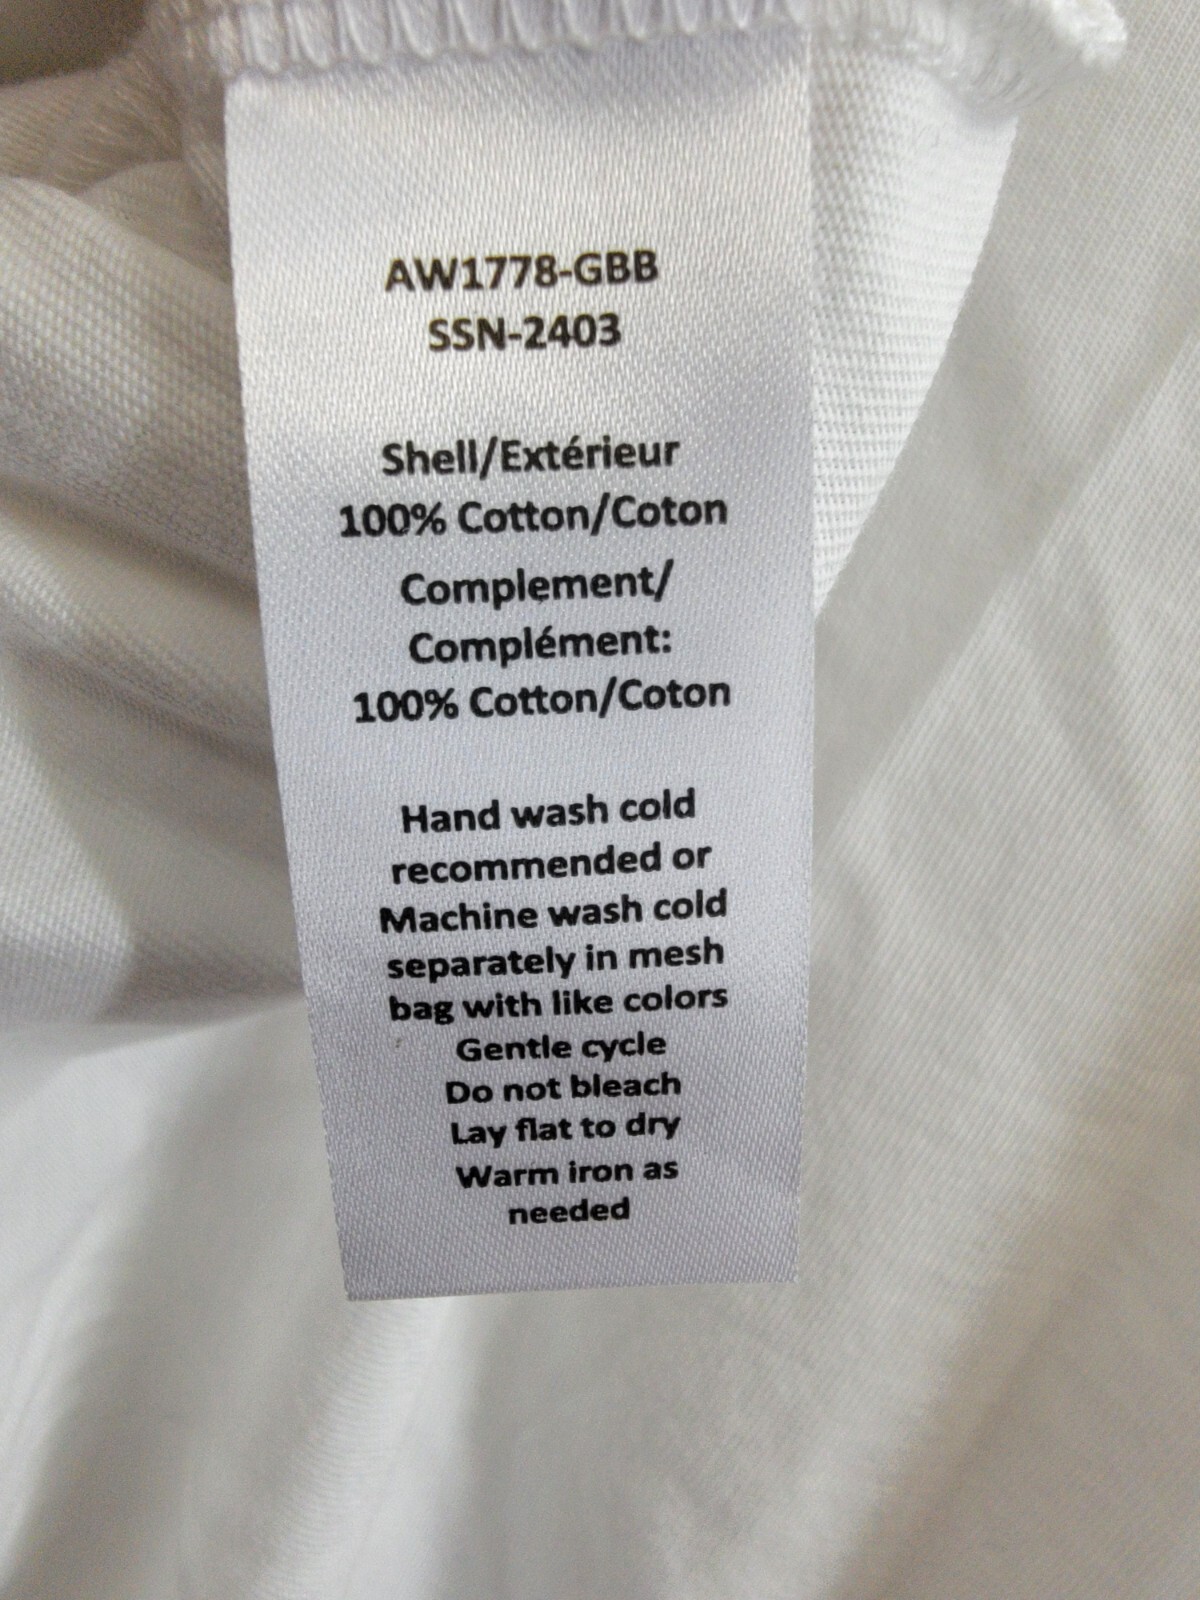 AW1778-GBB
SSN-2403
Shell/Extérieur
100% Cotton/Coton
Complement/
Complément:
100% Cotton/Coton
Hand wash cold
recommended or
Machine wash cold
separately in mesh
bag with like colors
Gentle cycle
Do not bleach
Lay flat to dry
Warm iron as
needed